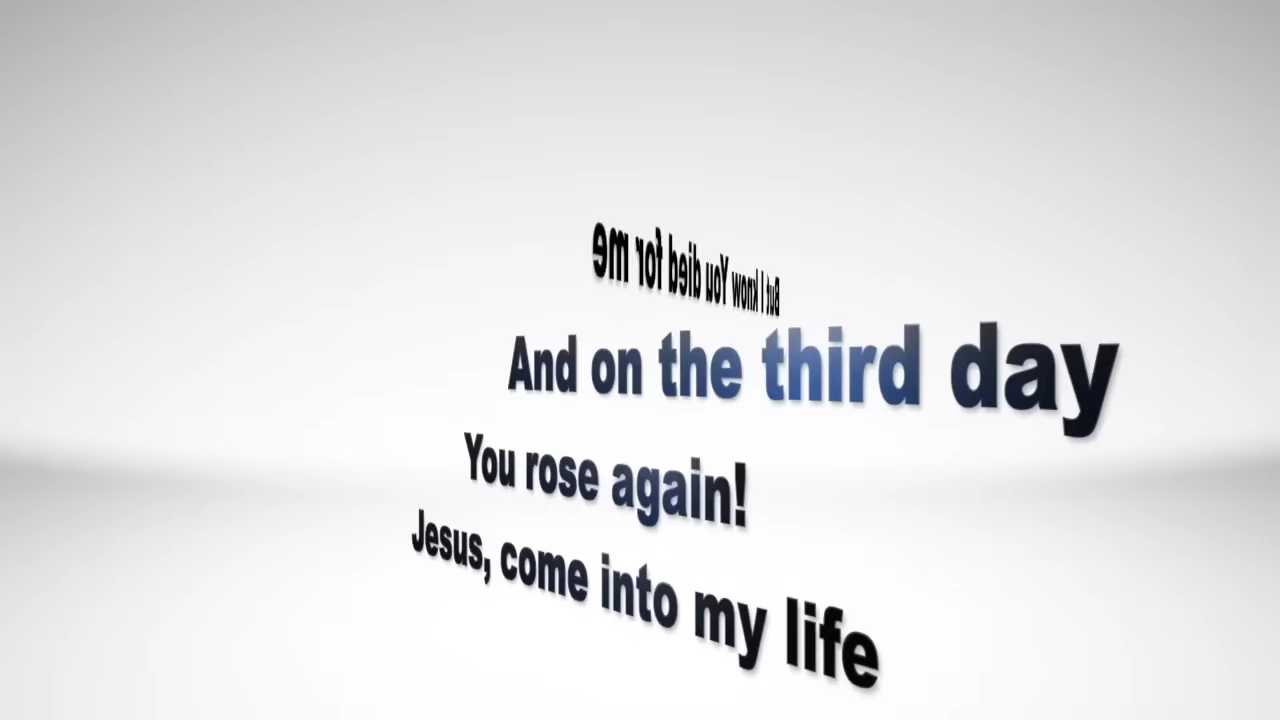 But I know You died for me
And on the third day
You rose again!
Jesus, come into my life